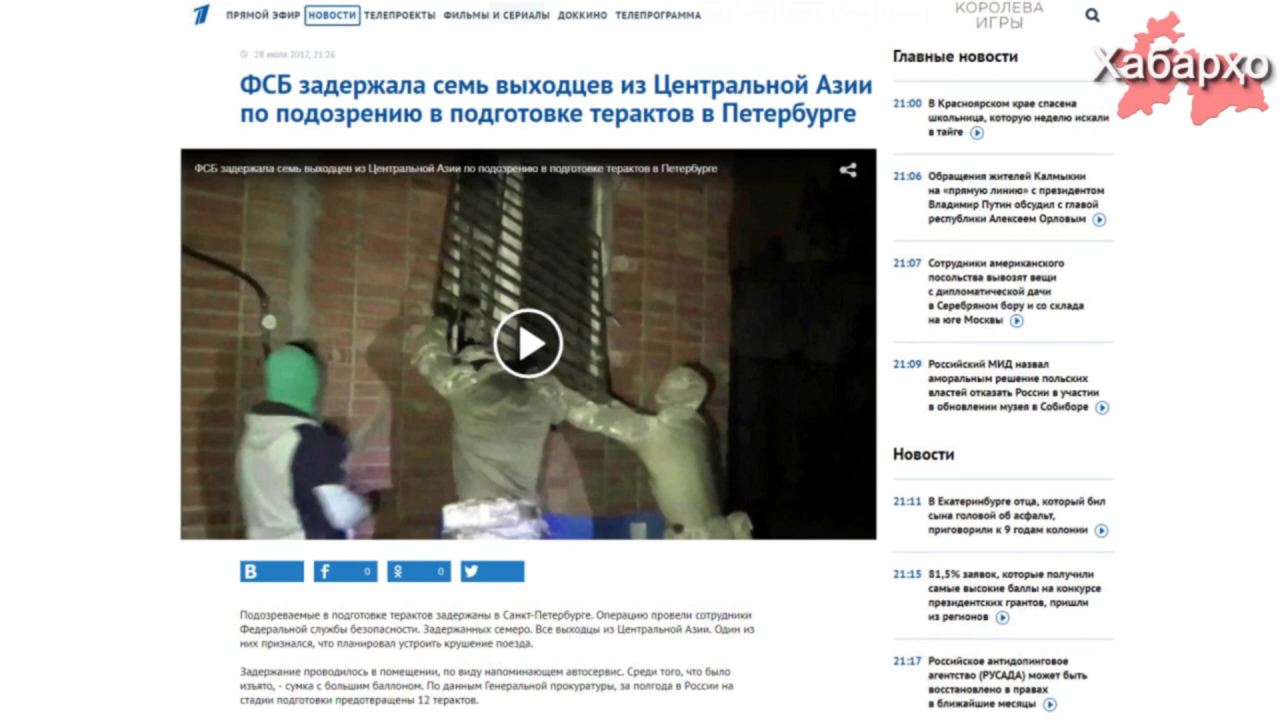 ПРЯМОЙ ЭФИР НОВОСТИ ТЕЛЕПРОЕКТЫ ФИЛЬМЫ И СЕРИАЛЫ ДОККИНО ТЕЛЕПРОГРАММА
КОРОЛЕВА
ИГРЫ
Хабарҳо
28 июля 2017, 21:26
ФСБ задержала семь выходцев из Центральной Азии
по подозрению в подготовке терактов в Петербурге
ФСБ задержала семь выходцев из Центральной Азии по подозрению в подготовке терактов в Петербурге
В
f 0
0
Подозреваемые в подготовке терактов задержаны в Санкт-Петербурге. Операцию провели сотрудники
Федеральной службы безопасности. Задержанных семеро. Все выходцы из Центральной Азии. Один из
них признался, что планировал устроить крушение поезда.
Задержание проводилось в помещении, по виду напоминающем автосервис. Среди того, что было
изъято, - сумка с большим баллоном. По данным Генеральной прокуратуры, за полгода в России на
стадии подготовки предотвращены 12 терактов.
Главные новости
21:00 В Красноярском крае спасена
школьница, которую неделю искали
в тайге
21:06 Обращения жителей Калмыкии
на «прямую линию» с президентом
Владимир Путин обсудил с главой
республики Алексеем Орловым
21:07 Сотрудники американского
посольства вывозят вещи
с дипломатической дачи
в Серебряном бору и со склада
на юге Москвы
21:09 Российский МИД назвал
аморальным решение польских
властей отказать России в участии
в обновлении музея в Собиборе
Новости
21:11 В Екатеринбурге отца, который бил
сына головой об асфальт,
приговорили к 9 годам колонии
21:15 81,5% заявок, которые получили
самые высокие баллы на конкурсе
президентских грантов, пришли
из регионов
21:17 Российское антидопинговое
агентство (РУСАДА) может быть
восстановлено в правах
в ближайшие месяцы